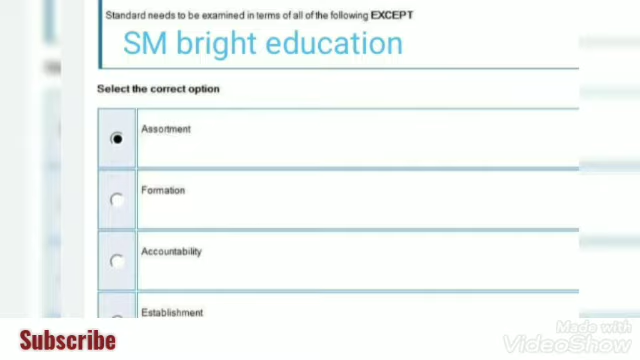 Standard needs to be examined in terms of all of the following EXCEPT
SM bright education
Select the correct option
Assortment
Formation
Accountability
Establishment
Subscribe
Made with
VideoShow